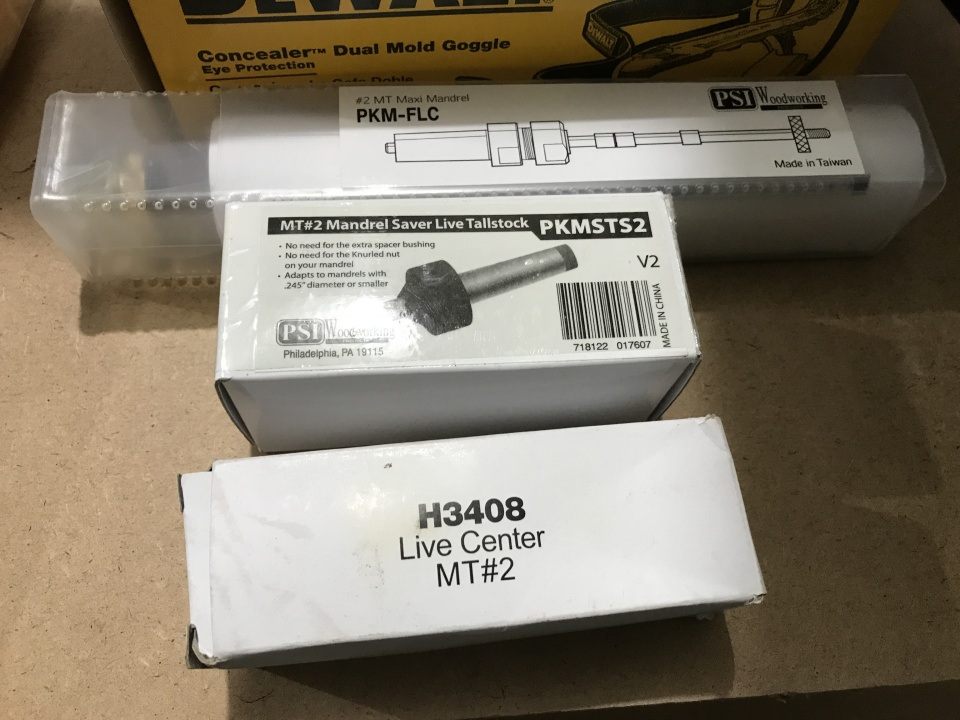 DEWALT
DEWALT
Concealer™ Dual Mold Goggle
Eye Protection
#2 MT Maxi Mandrel
PKM-FLC
PSI Woodworking
Made in Taiwan
MT#2 Mandrel Saver Live Tallstock PKMSTS2
• No need for the extra spacer bushing
• No need for the Knurled nut
on your mandrel
• Adapts to mandrels with
.245" diameter or smaller
V2
MADE IN CHINA
PSI Woodworking
Philadelphia, PA 19115
718122 017607
H3408
Live Center
MT#2